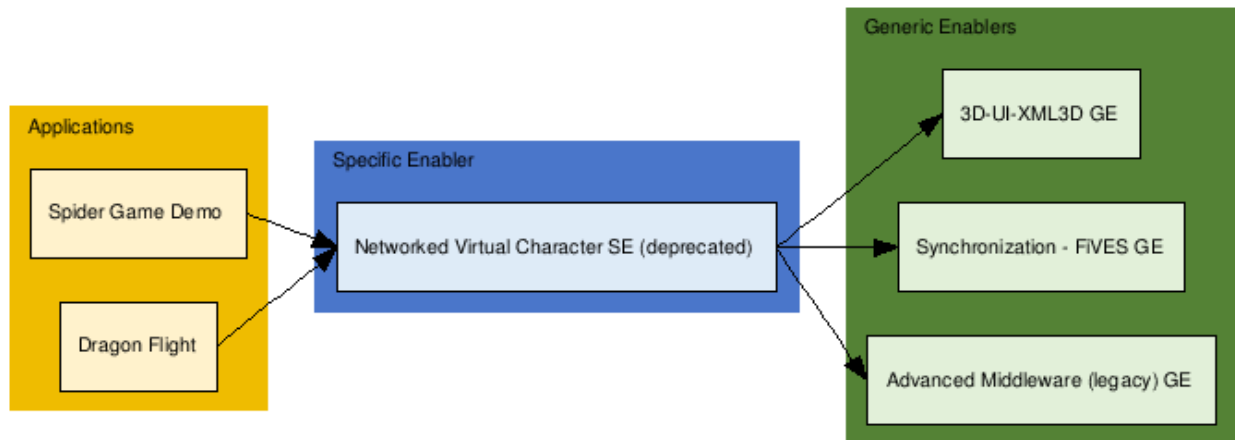 Applications
Spider Game Demo
Dragon Flight
Specific Enabler
Networked Virtual Character SE (deprecated)
Generic Enablers
3D-UI-XML3D GE
Synchronization - FiVES GE
Advanced Middleware (legacy) GE